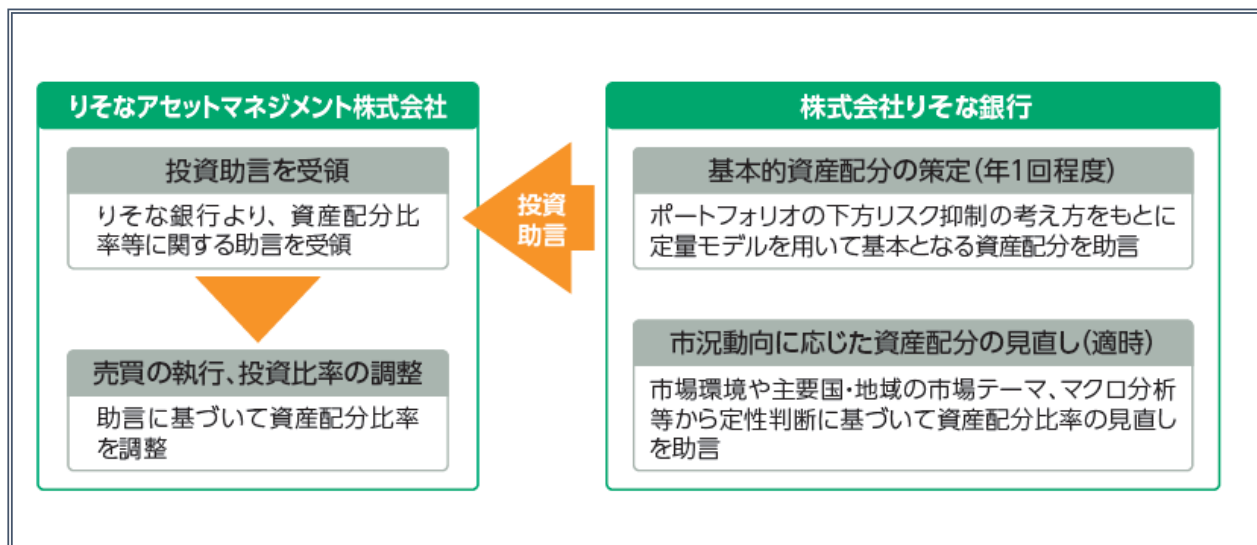 りそなアセットマネジメント株式会社
投資助言を受領
りそな銀行より、資産配分比
率等に関する助言を受領
売買の執行、投資比率の調整
助言に基づいて資産配分比率
を調整
投資
助言
株式会社りそな銀行
基本的資産配分の策定(年1回程度)
ポートフォリオの下方リスク抑制の考え方をもとに
定量モデルを用いて基本となる資産配分を助言
市況動向に応じた資産配分の見直し(適時)
市場環境や主要国・地域の市場テーマ、マクロ分析
等から定性判断に基づいて資産配分比率の見直し
を助言